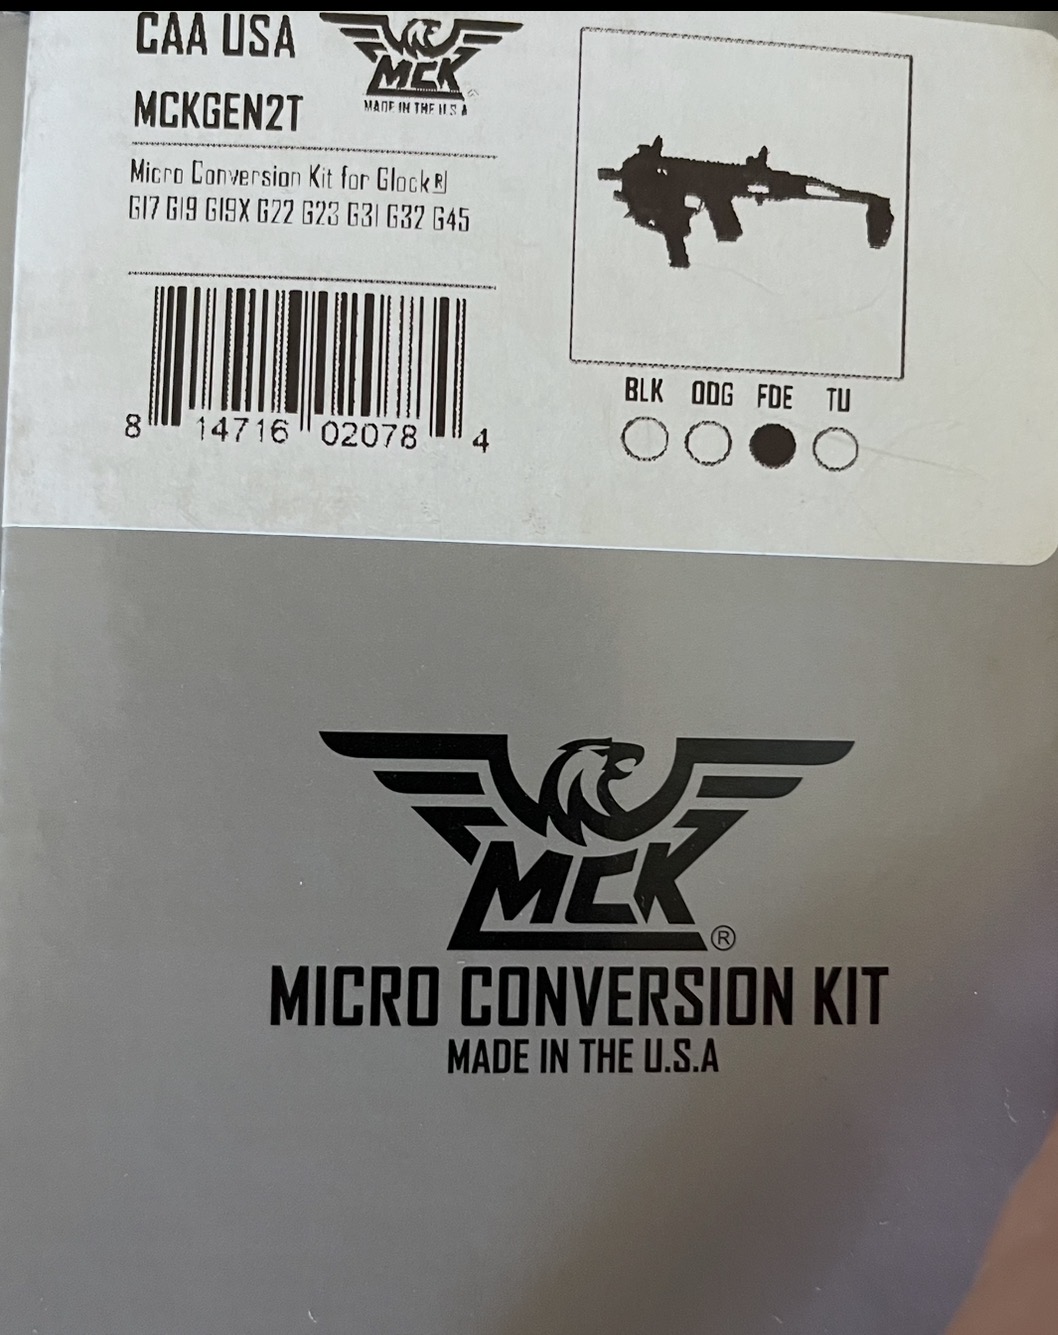 CAA USA
MCK
MADE IN THE U.S.A
MCKGEN2T
Micro Conversion Kit for Glock®
G17 G19 G19X G22 G23 G31 G32 G45
8 14716 02078 4
BLK ODG FDE TU
MCK®
MICRO CONVERSION KIT
MADE IN THE U.S.A